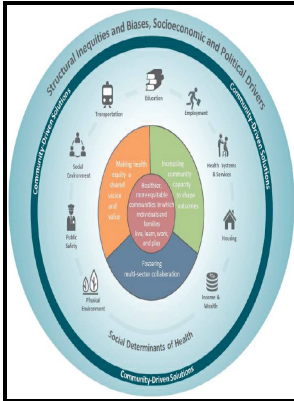 Structural Inequities and Biases, Socioeconomic and Political Drivers
Community-Driven Solutions
Community-Driven Solutions
Education
Transportation
Employment
Social
Environment
Health Systems
& Services
Public
Safety
Housing
Physical
Environment
Income &
Wealth
Making health
equity a
shared
vision
and
value
Increasing
community
capacity
to shape
outcomes
Healthier,
more equitable
communities in which
individuals and
families
live, learn, work,
and play
Fostering
multi-sector collaboration
Social Determinants of Health
Community-Driven Solutions